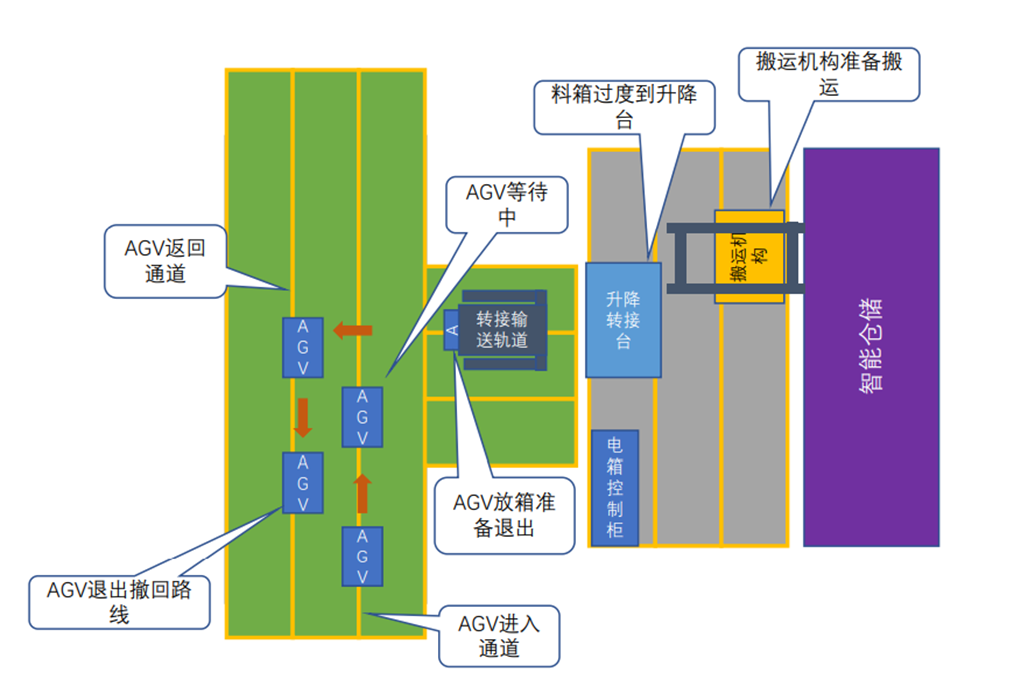 搬运机构准备搬
运
料箱过度到升降
台
AGV等待
中
AGV返回
通道
搬运机
构
升降
转接
台
转接输
送轨道
A
A
G
V
A
G
V
A
G
V
A
G
V
智能仓储
电
箱
控
制
柜
AGV放箱准
备退出
AGV退出撤回路
线
AGV进入
通道